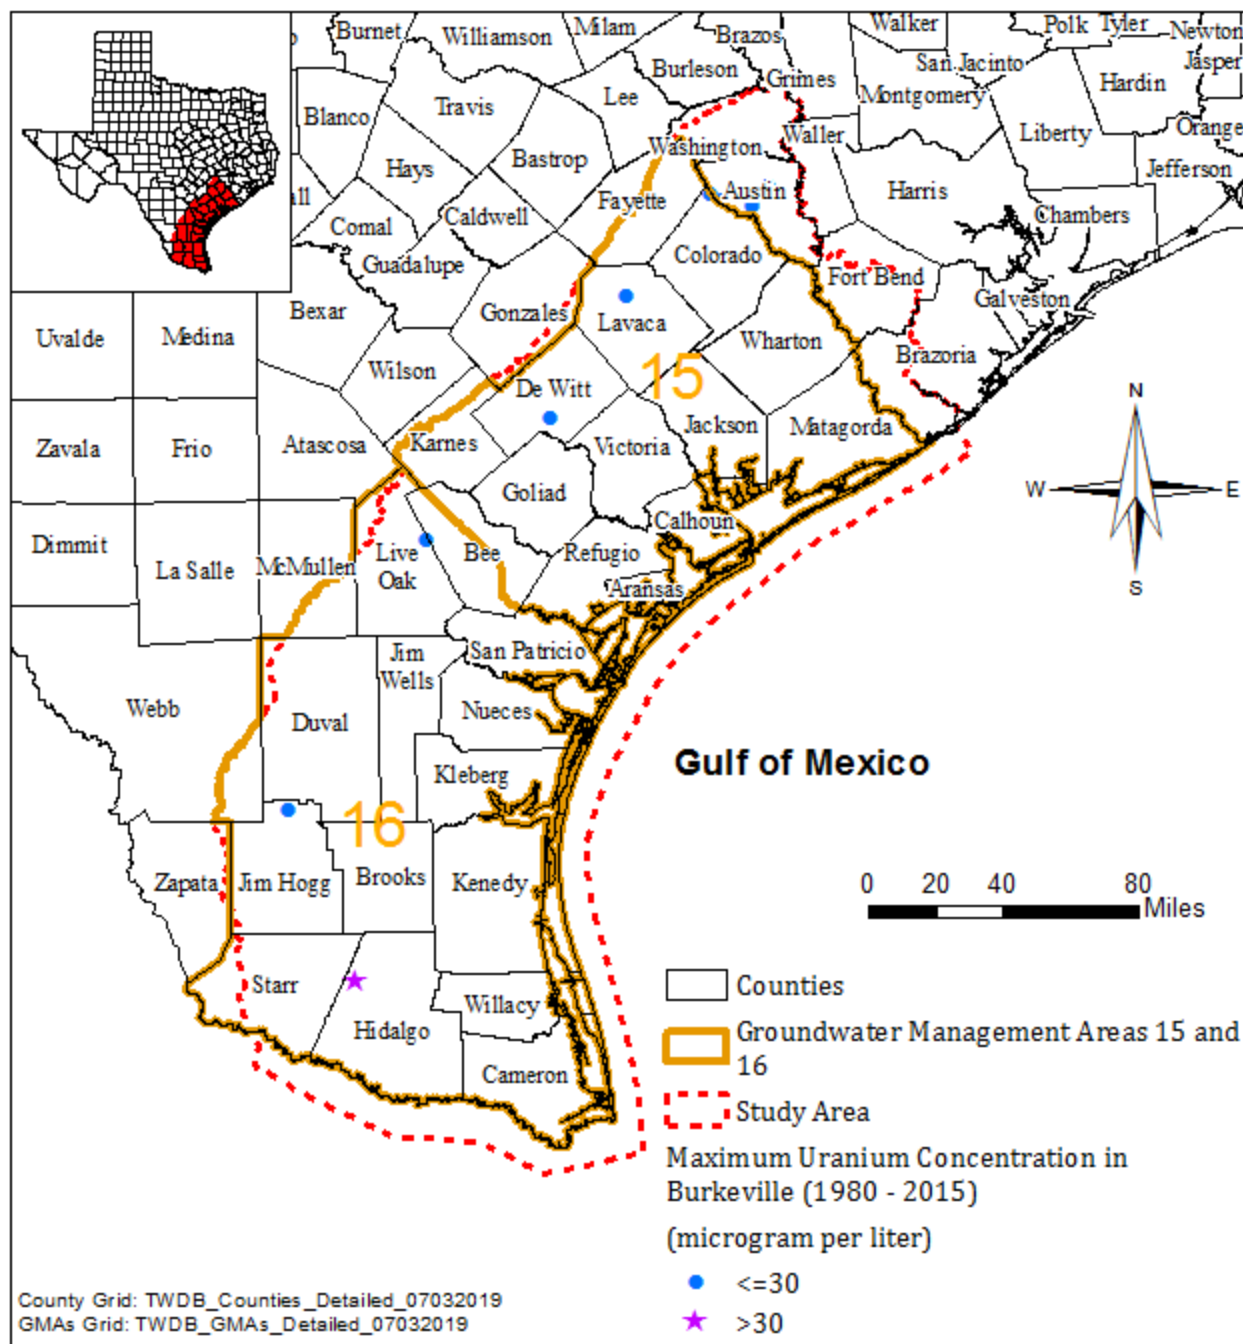 Burnet
Williamson
Milam
Brazos
Walker
Polk
Tyler
Newton
Burleson
Grimes
San Jacinto
Jasper
Hardin
Blanco
Travis
Lee
Montgomery
Liberty
Orange
Hays
Bastrop
Washington
Waller
Jefferson
Comal
Caldwell
Fayette
Austin
Harris
Chambers
Guadalupe
Colorado
Fort Bend
Galveston
Uvalde
Medina
Bexar
Gonzales
Lavaca
Wharton
Brazoria
Wilson
De Witt
15
Zavala
Frio
Atascosa
Karnes
Victoria
Jackson
Matagorda
N
Goliad
W
E
Dimmit
La Salle
McMullen
Live
Oak
Bee
Refugio
Calhoun
S
Aransas
San Patricio
Jim
Wells
Webb
Duval
Nueces
Gulf of Mexico
Kleberg
16
Zapata
Jim Hogg
Brooks
Kenedy
0 20 40 80
Miles
Starr
Willacy
Hidalgo
Cameron
Counties
Groundwater Management Areas 15 and
16
Study Area
Maximum Uranium Concentration in
Burkeville (1980 - 2015)
(microgram per liter)
<=30
>30
County Grid: TWDB_Counties_Detailed_07032019
GMAs Grid: TWDB_GMAs_Detailed_07032019